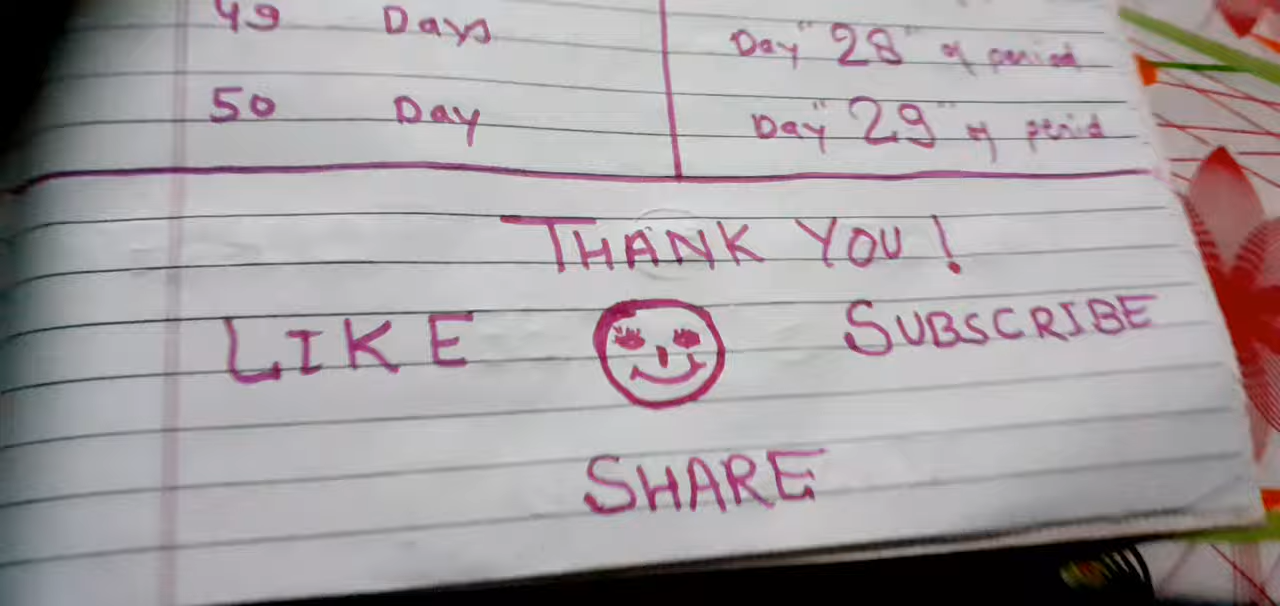 49 Days Day "28" of period
50 Day Day "29" of period
THANK YOU!
LIKE SUBSCRIBE
SHARE